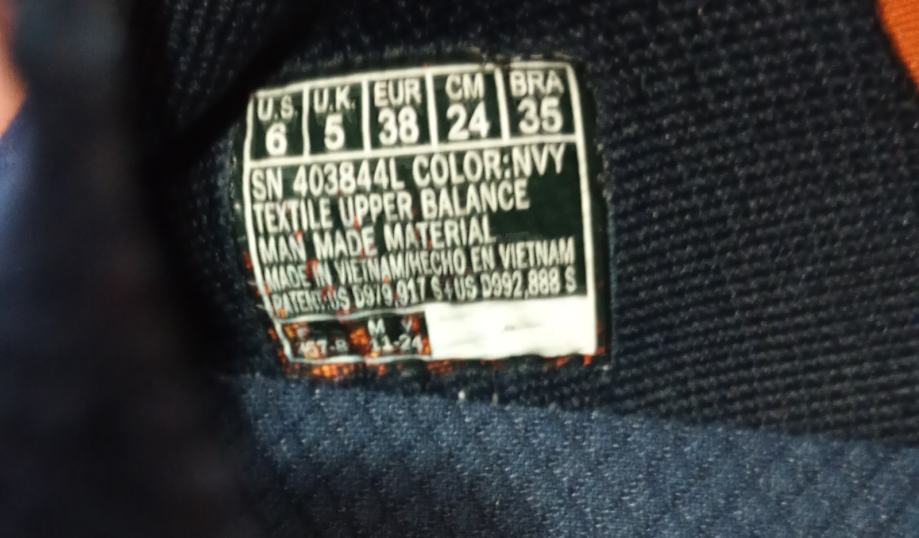 U.S. U.K. EUR CM BRA
6 5 38 24 35
SN 403844L COLOR:NVY
TEXTILE UPPER BALANCE
MAN MADE MATERIAL
MADE IN VIETNAM/HECHO EN VIETNAM
PATENT:US D979,917 S+US D992,888 S
M Y
11-24